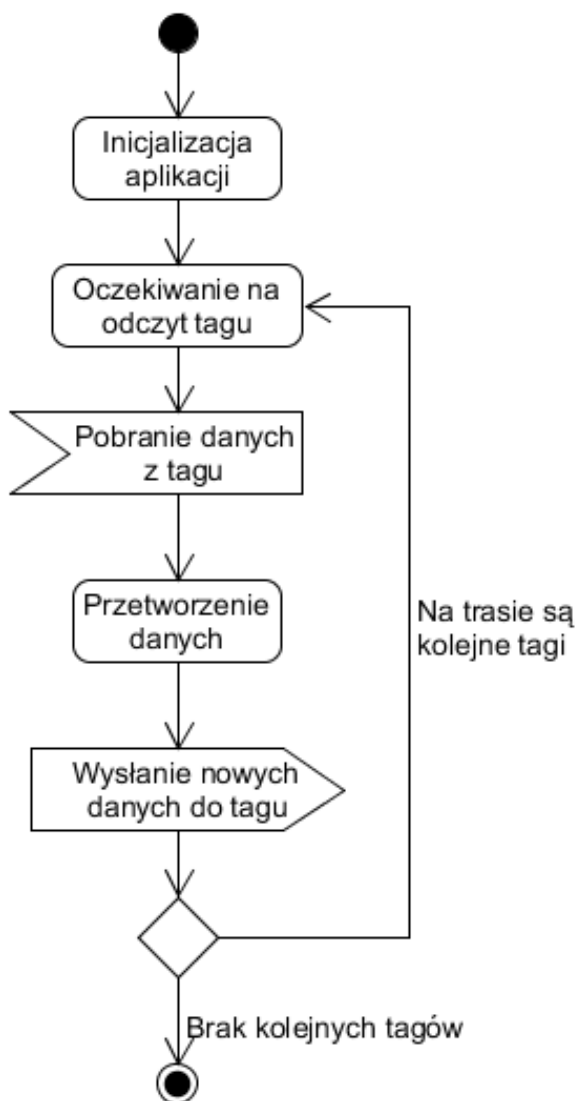 Inicjalizacja
aplikacji
Oczekiwanie na
odczyt tagu
Pobranie danych
z tagu
Przetworzenie
danych
Na trasie są
kolejne tagi
Wysłanie nowych
danych do tagu
Brak kolejnych tagów